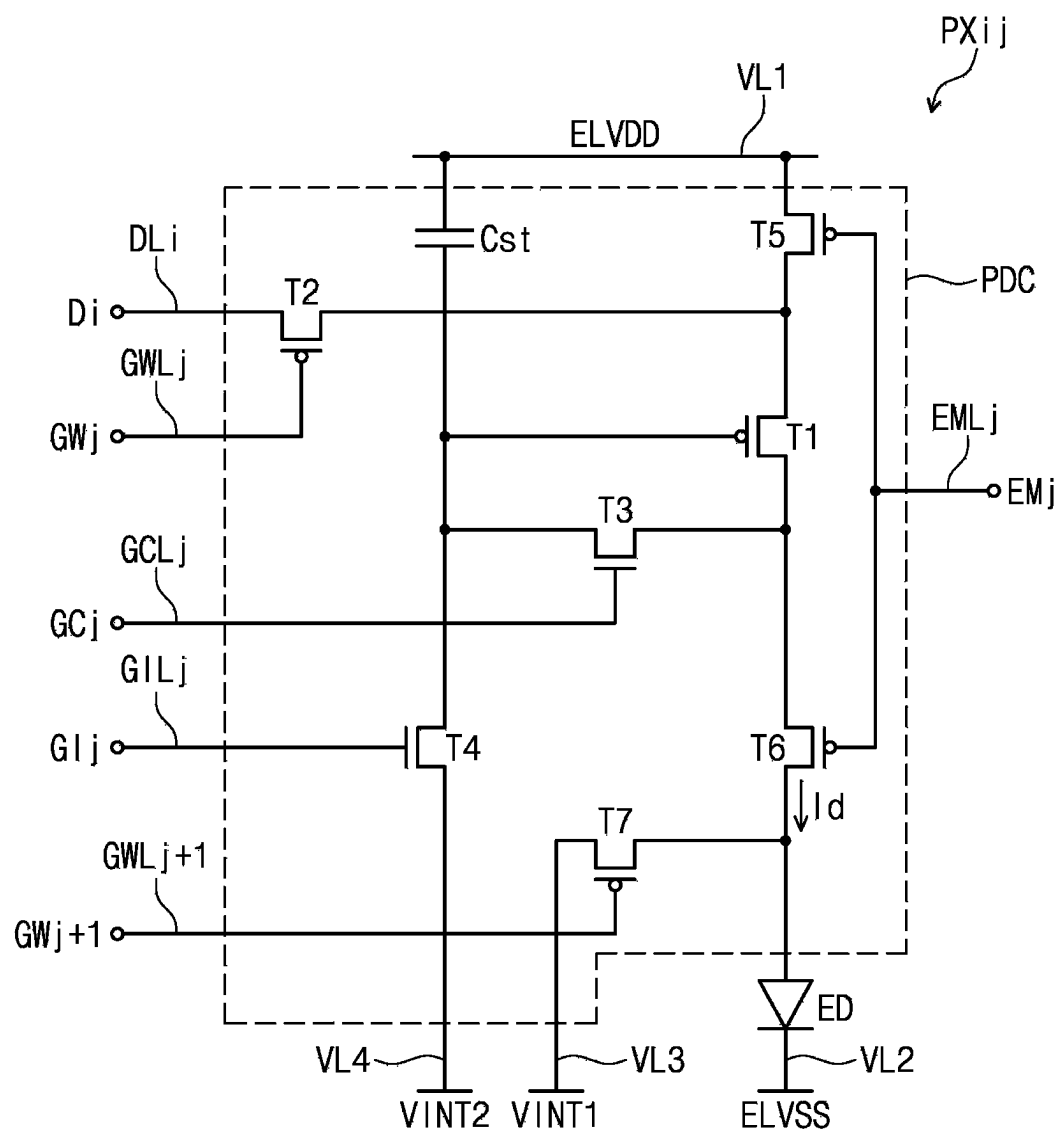 PXij
VL1
ELVDD
DLi
Cst
T5
T2
PDC
Di
GWLj
GWj
T1
EMLj
EMj
T3
GCLj
GCj
GILj
GIj
T4
T6
Id
T7
GWLj+1
GWj+1
ED
VL4
VL3
VL2
VINT2
VINT1
ELVSS